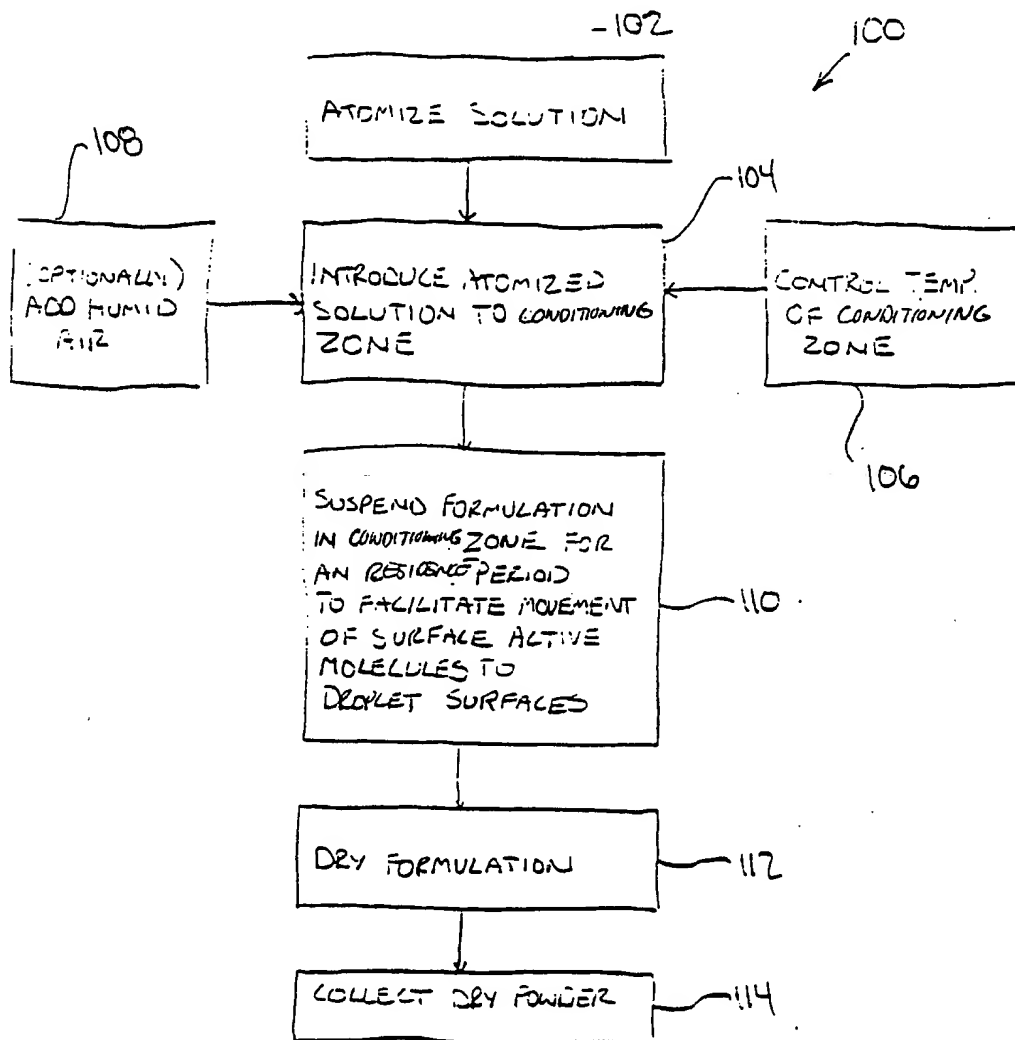 102
100
ATOMIZE SOLUTION
108
104
(OPTIONALLY)
ADD HUMID
AIR
INTRODUCE ATOMIZED
SOLUTION TO CONDITIONING
ZONE
CONTROL TEMP.
OF CONDITIONING
ZONE
106
SUSPEND FORMULATION
IN CONDITIONING ZONE FOR
AN RESIDENCE PERIOD
TO FACILITATE MOVEMENT
OF SURFACE ACTIVE
MOLECULES TO
DROPLET SURFACES
110
DRY FORMULATION
112
COLLECT DRY POWDER
114